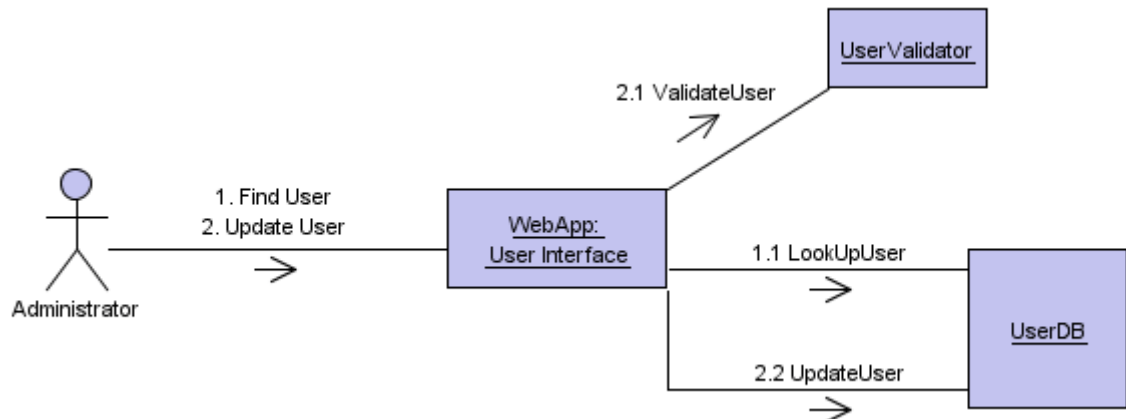 UserValidator
2.1 ValidateUser
1. Find User
2. Update User
WebApp:
User Interface
1.1 LookUpUser
Administrator
UserDB
2.2 UpdateUser